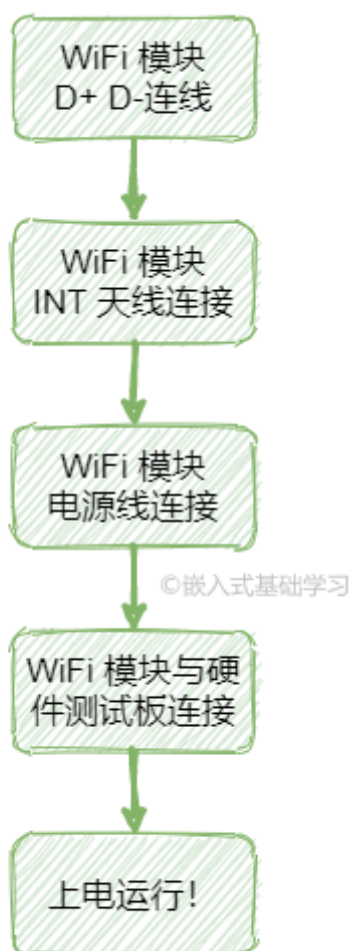 WiFi 模块
D+ D-连线
WiFi 模块
INT 天线连接
WiFi 模块
电源线连接
©嵌入式基础学习
WiFi 模块与硬
件测试板连接
上电运行！